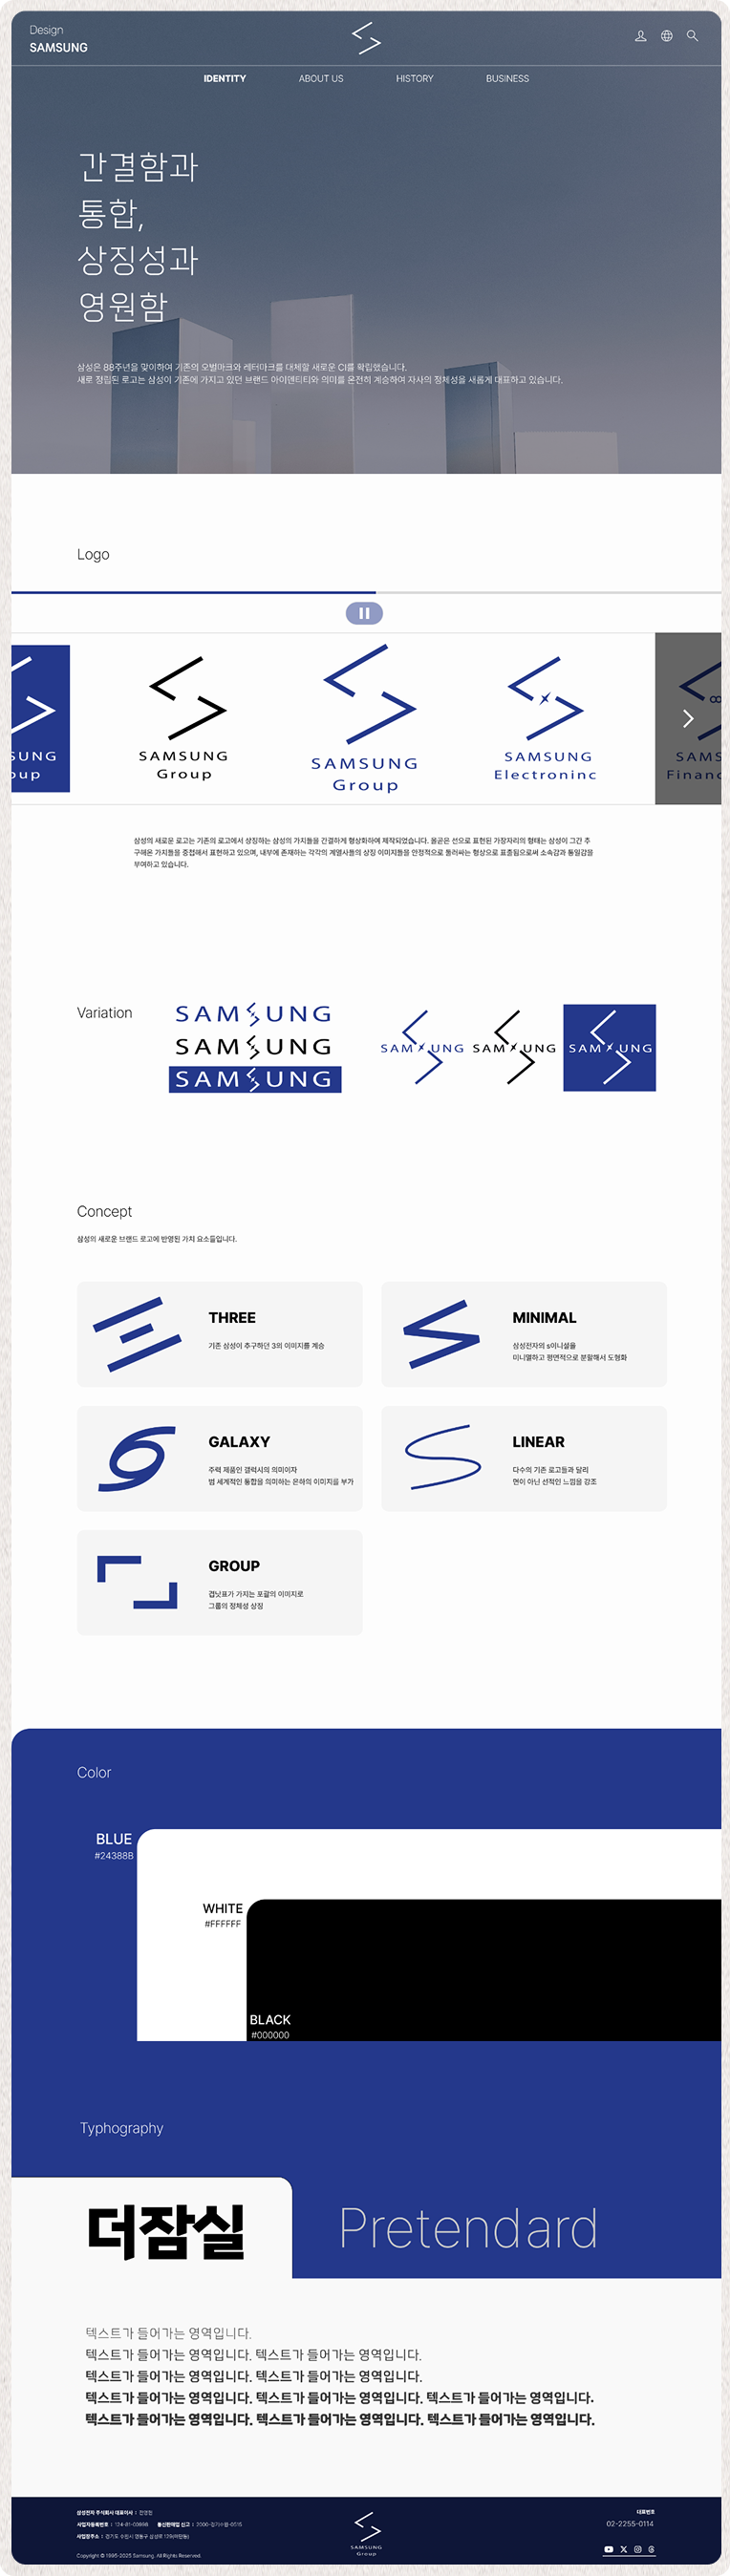 Design
SAMSUNG
IDENTITY
ABOUT US
HISTORY
BUSINESS
간결함과
통합,
상징성과
영원함
삼성은 88주년을 맞이하여 기존의 오벌마크와 레터마크를 대체할 새로운 CI를 확립했습니다.
새로 정립된 로고는 삼성이 기존에 가지고 있던 브랜드 아이덴티티와 의미를 온전히 계승하여 자사의 정체성을 새롭게 대표하고 있습니다.
Logo
SUNG
oup
SAMSUNG
Group
SAMSUNG
Group
SAMSUNG
Electroninc
SAMS
Financ
삼성의 새로운 로고는 기존의 로고에서 상징하는 삼성의 가치들을 간결하게 형상화하여 제작되었습니다. 올곧은 선으로 표현된 가장자리의 형태는 삼성이 그간 추
구해온 가치들을 중첩해서 표현하고 있으며, 내부에 존재하는 각각의 계열사들의 상징 이미지들을 안정적으로 둘러싸는 형상으로 표출됨으로써 소속감과 통일감을
부여하고 있습니다.
Variation
SAMSUNG
SAMSUNG
SAMSUNG
SAMSUNG
SAMSUNG
SAMSUNG
Concept
삼성의 새로운 브랜드 로고에 반영된 가치 요소들입니다.
THREE
기존 삼성이 추구하던 3의 이미지를 계승
MINIMAL
삼성전자의 s이니셜을
미니멀하고 평면적으로 분할해서 도형화
GALAXY
주력 제품인 갤럭시의 의미이자
범 세계적인 통합을 의미하는 은하의 이미지를 부가
LINEAR
다수의 기존 로고들과 달리
면이 아닌 선적인 느낌을 강조
GROUP
겹낫표가 가지는 포괄의 이미지로
그룹의 정체성 상징
Color
BLUE
#24388B
WHITE
#FFFFFF
BLACK
#000000
Typhography
더잠실
Pretendard
텍스트가 들어가는 영역입니다.
텍스트가 들어가는 영역입니다. 텍스트가 들어가는 영역입니다.
텍스트가 들어가는 영역입니다. 텍스트가 들어가는 영역입니다.
텍스트가 들어가는 영역입니다. 텍스트가 들어가는 영역입니다. 텍스트가 들어가는 영역입니다.
텍스트가 들어가는 영역입니다. 텍스트가 들어가는 영역입니다. 텍스트가 들어가는 영역입니다.
삼성전자 주식회사 대표이사 : 전영현
사업자등록번호 : 통신판매업 신고 :
사업장주소 : 경기도 수원시 영통구 삼성로 129(매탄동)
Copyright © 1995-2025 Samsung. All Rights Reserved.
SAMSUNG
Group
대표번호
02-2255-0114